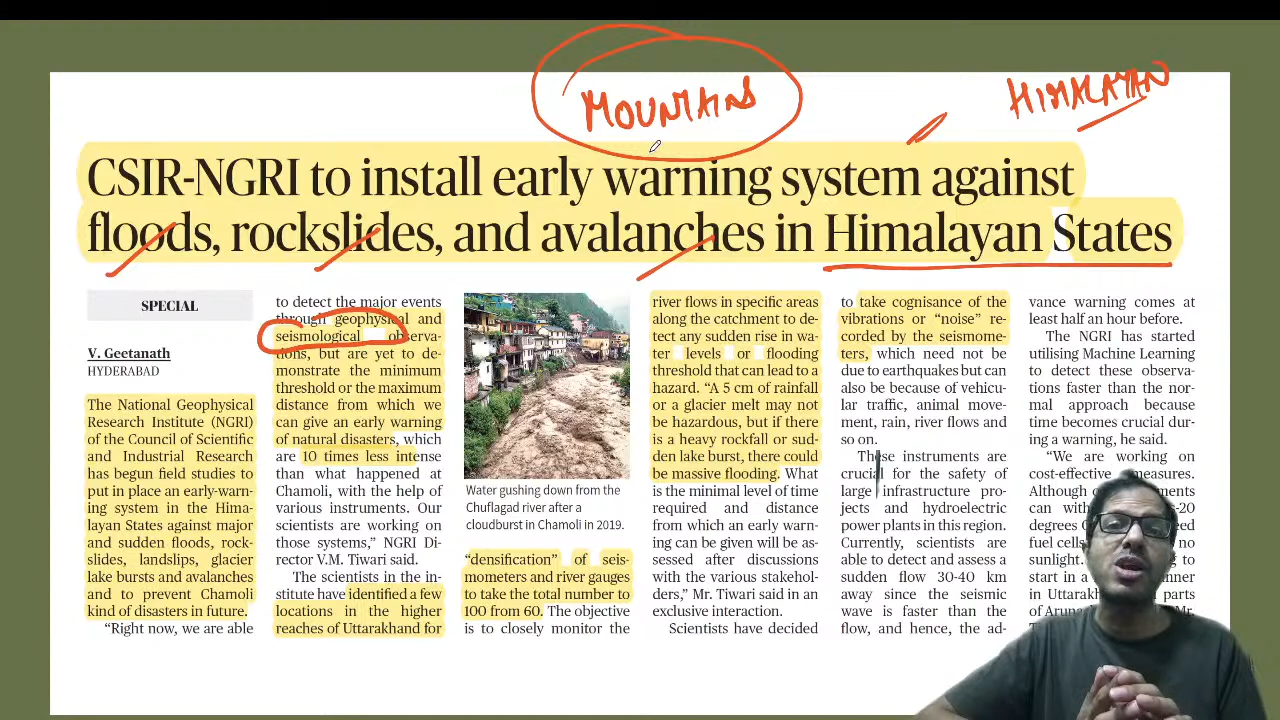 MOUNTAINS
HIMALAYAN
CSIR-NGRI to install early warning system against
floods, rockslides, and avalanches in Himalayan States
SPECIAL
V. Geetanath
HYDERABAD
The National Geophysical
Research Institute (NGRI)
of the Council of Scientific
and Industrial Research
has begun field studies to
put in place an early-warn-
ing system in the Hima-
layan States against major
and sudden floods, rock-
slides, landslips, glacier
lake bursts and avalanches
and to prevent Chamoli
kind of disasters in future.
"Right now, we are able
to detect the major events
through geophysical and
seismological observa-
tions, but are yet to de-
monstrate the minimum
threshold or the maximum
distance from which we
can give an early warning
of natural disasters, which
are 10 times less intense
than what happened at
Chamoli, with the help of
various instruments. Our
scientists are working on
those systems," NGRI Di-
rector V.M. Tiwari said.
The scientists in the in-
stitute have identified a few
locations in the higher
reaches of Uttarakhand for
Water gushing down from the
Chuflagad river after a
cloudburst in Chamoli in 2019.
"densification" of seis-
mometers and river gauges
to take the total number to
100 from 60. The objective
is to closely monitor the
river flows in specific areas
along the catchment to de-
tect any sudden rise in wa-
ter levels or flooding
threshold that can lead to a
hazard. "A 5 cm of rainfall
or a glacier melt may not
be hazardous, but if there
is a heavy rockfall or sud-
den lake burst, there could
be massive flooding. What
is the minimal level of time
required and distance
from which an early warn-
ing can be given will be as-
sessed after discussions
with the various stakehol-
ders," Mr. Tiwari said in an
exclusive interaction.
Scientists have decided
to take cognisance of the
vibrations or "noise" re-
corded by the seismome-
ters, which need not be
due to earthquakes but can
also be because of vehicu-
lar traffic, animal move-
ment, rain, river flows and
so on.
These instruments are
crucial for the safety of
large infrastructure pro-
jects and hydroelectric
power plants in this region.
Currently, scientists are
able to detect and assess a
sudden flow 30-40 km
away since the seismic
wave is faster than the
flow, and hence, the ad-
vance warning comes at
least half an hour before.
The NGRI has started
utilising Machine Learning
to detect these observa-
tions faster than the nor-
mal approach because
time becomes crucial dur-
ing a warning, he said.
"We are working on
cost-effective measures.
Although
can with -20
degrees
fuel cells no
sunlight.
start in a
in Uttarak parts
of Aruna Mr.